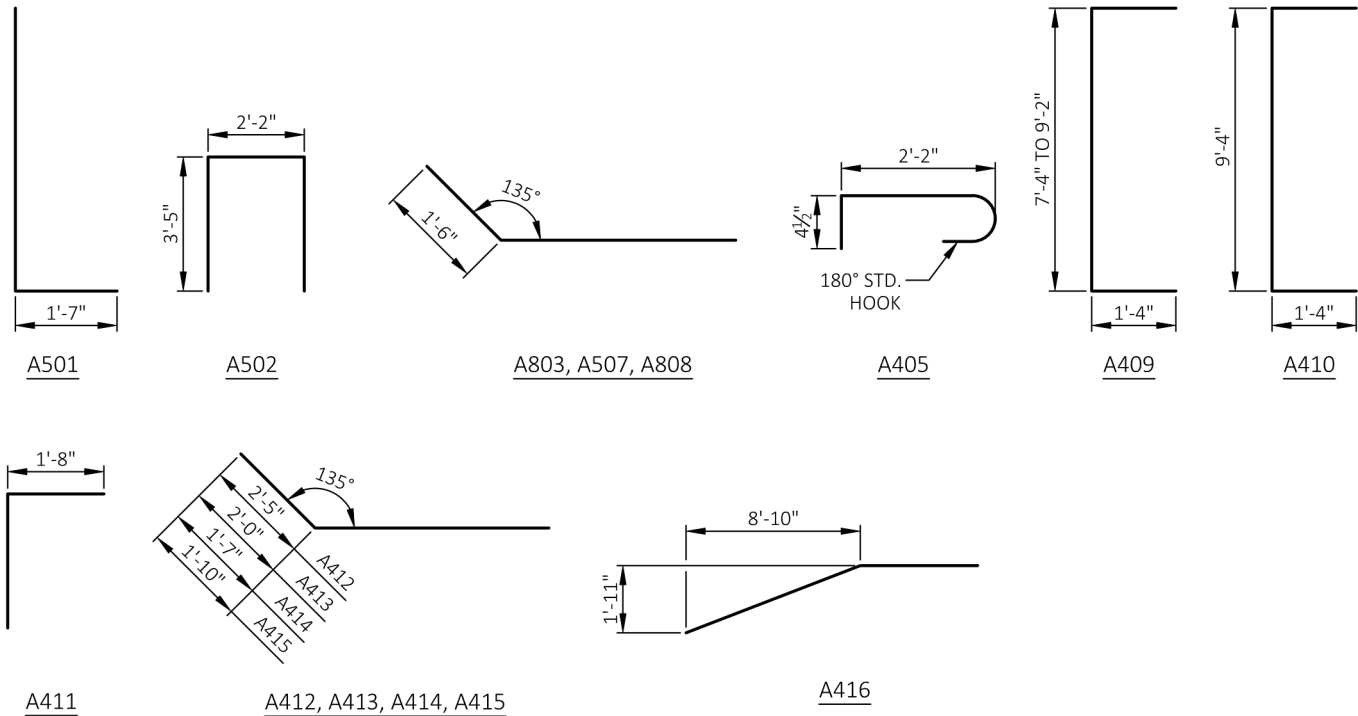 1'-7"
A501
2'-2"
3'-5"
A502
135°
1'-6"
A803, A507, A808
2'-2"
4½"
180° STD.
HOOK
A405
7'-4" TO 9'-2"
1'-4"
A409
9'-4"
1'-4"
A410
1'-8"
A411
135°
2'-5"
2'-0"
1'-7"
1'-10"
A412
A413
A414
A415
A412, A413, A414, A415
8'-10"
1'-11"
A416